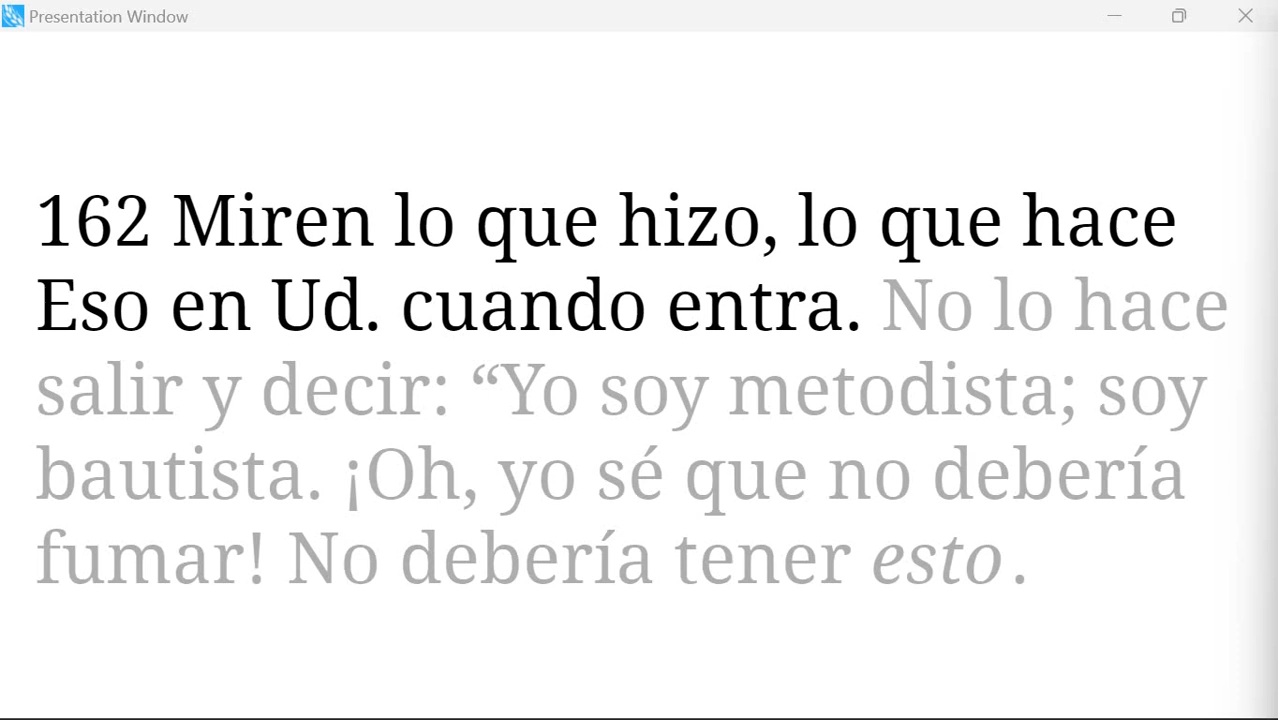 Presentation Window
162 Miren lo que hizo, lo que hace
Eso en Ud. cuando entra. No lo hace
salir y decir: “Yo soy metodista; soy
bautista. ¡Oh, yo sé que no debería
fumar! No debería tener esto.